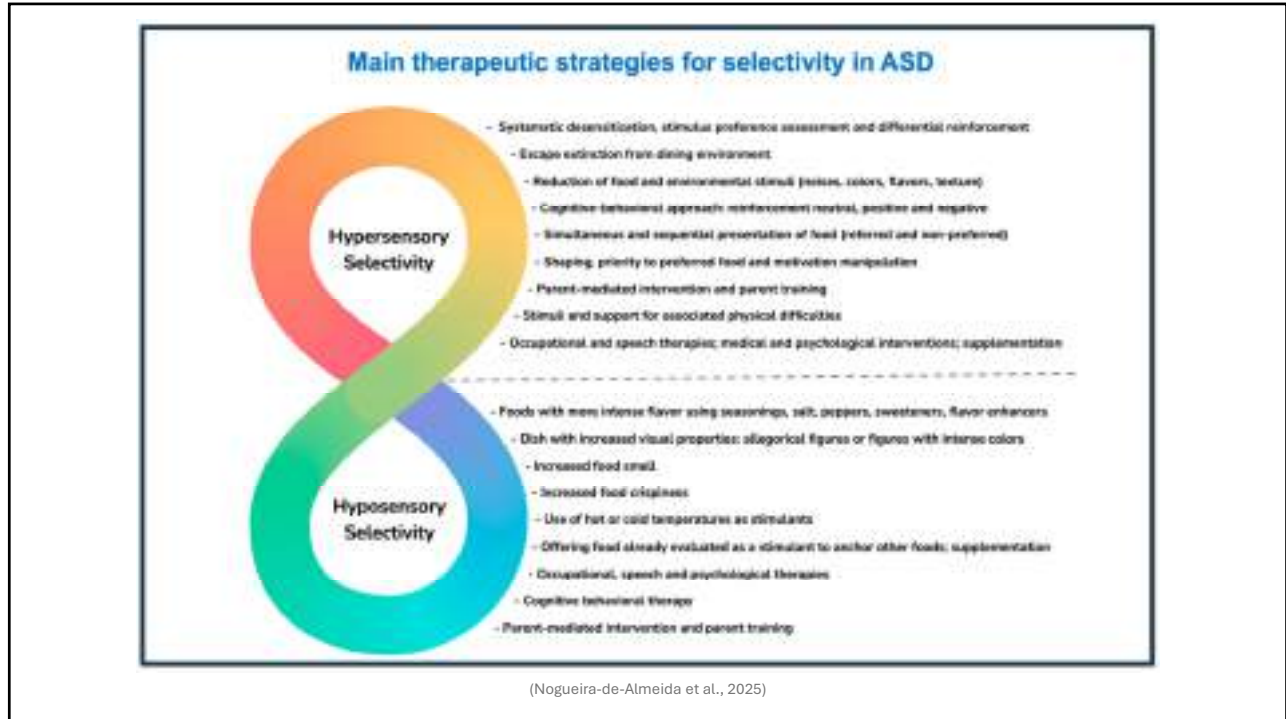 Main therapeutic strategies for selectivity in ASD
Hypersensory
Selectivity
- Systematic desensitization, stimulus preference assessment and differential reinforcement
- Escape extinction from dining environment
- Reduction of food and environmental stimuli (noises, colors, flavors, texture)
- Cognitive-behavioral approach: reinforcement neutral, positive and negative
- Simultaneous and sequential presentation of food (referred and non-preferred)
- Shaping, priority to preferred food and motivation manipulation
- Parent-mediated intervention and parent training
- Stimuli and support for associated physical difficulties
- Occupational and speech therapies; medical and psychological interventions; supplementation
Hyposensory
Selectivity
- Foods with more intense flavor using seasonings, salt, peppers, sweeteners, flavor enhancers
- Dish with increased visual properties: allegorical figures or figures with intense colors
- Increased food smell
- Increased food crispiness
- Use of hot or cold temperatures as stimulants
- Offering food already evaluated as a stimulant to anchor other foods; supplementation
- Occupational, speech and psychological therapies
- Cognitive behavioral therapy
- Parent-mediated intervention and parent training
(Nogueira-de-Almeida et al., 2025)